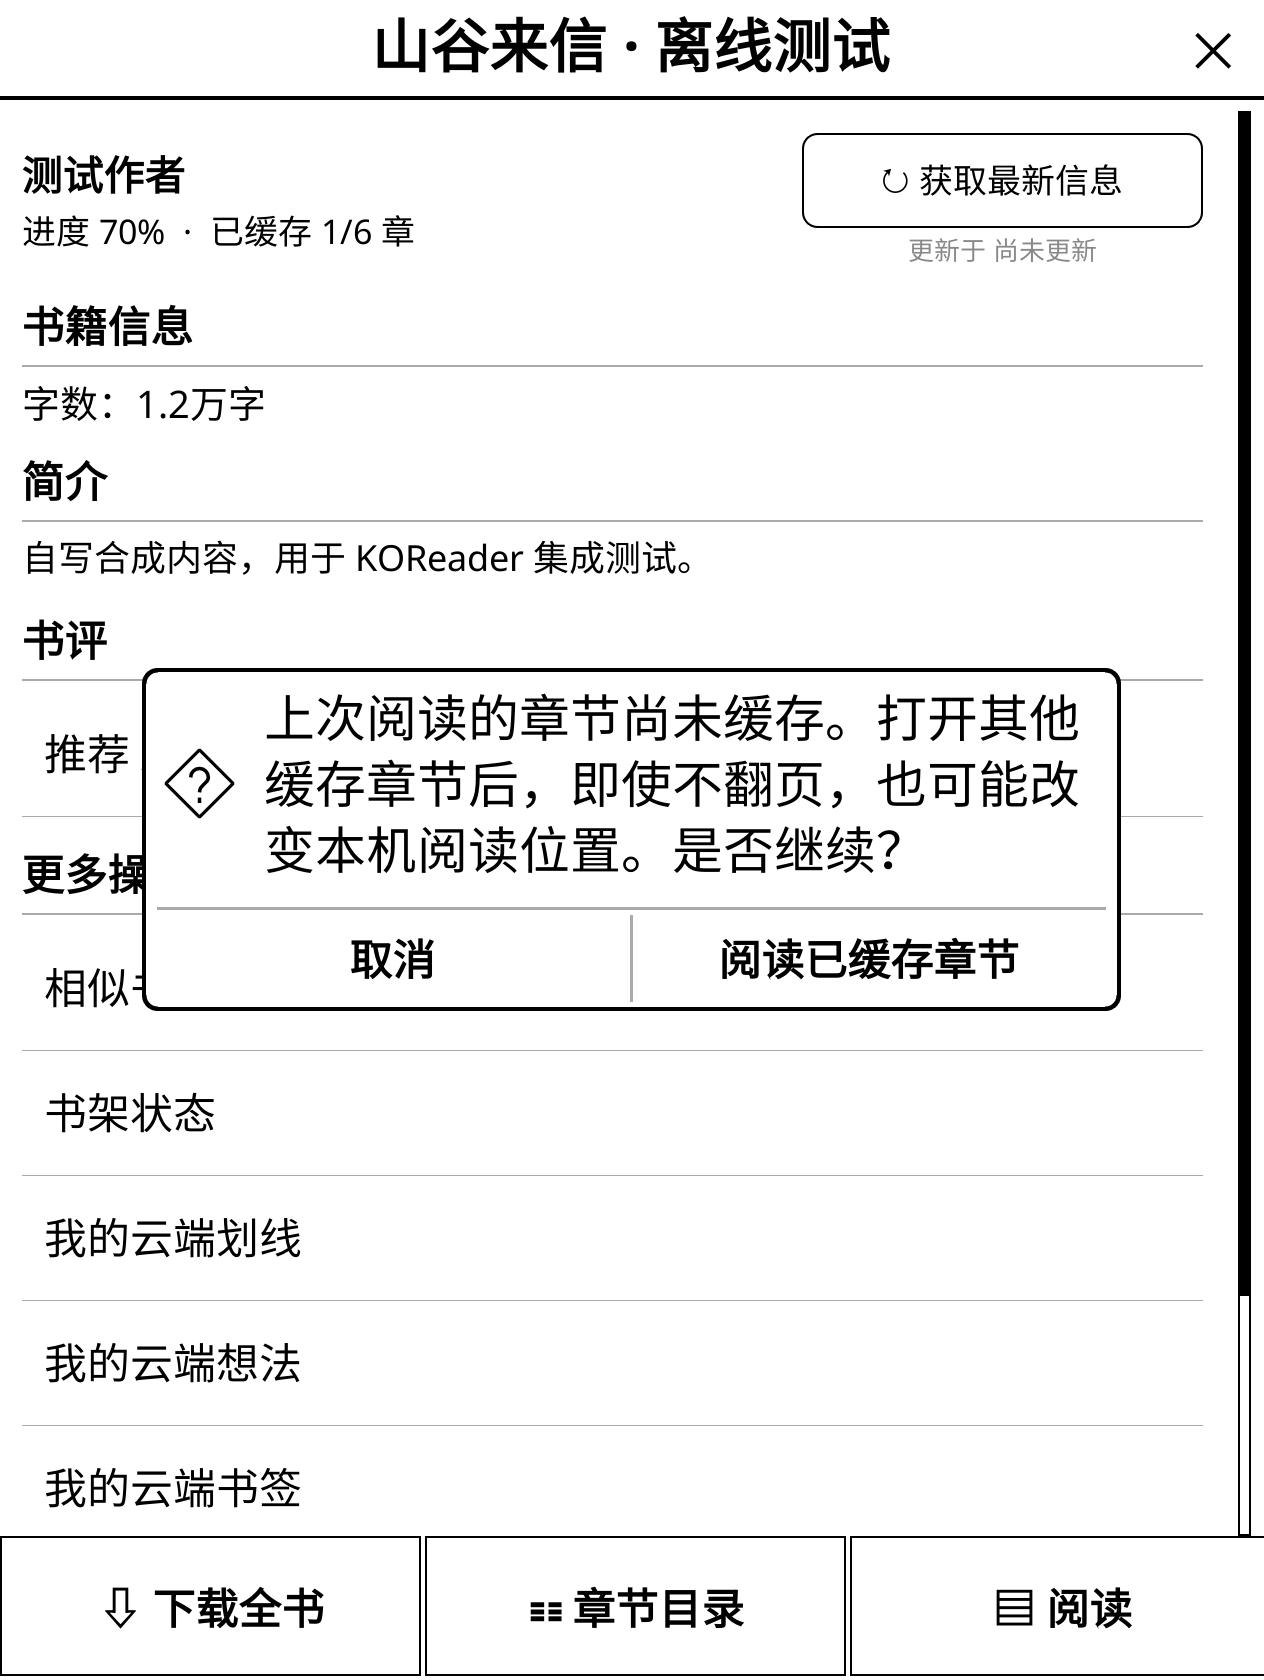 山谷来信 · 离线测试
测试作者
获取最新信息
进度 70% · 已缓存 1/6 章
更新于 尚未更新
书籍信息
字数：1.2万字
简介
自写合成内容，用于 KOReader 集成测试。
书评
推荐
上次阅读的章节尚未缓存。打开其他
缓存章节后，即使不翻页，也可能改
变本机阅读位置。是否继续？
取消
阅读已缓存章节
更多操
相似
书架状态
我的云端划线
我的云端想法
我的云端书签
下载全书
章节目录
阅读